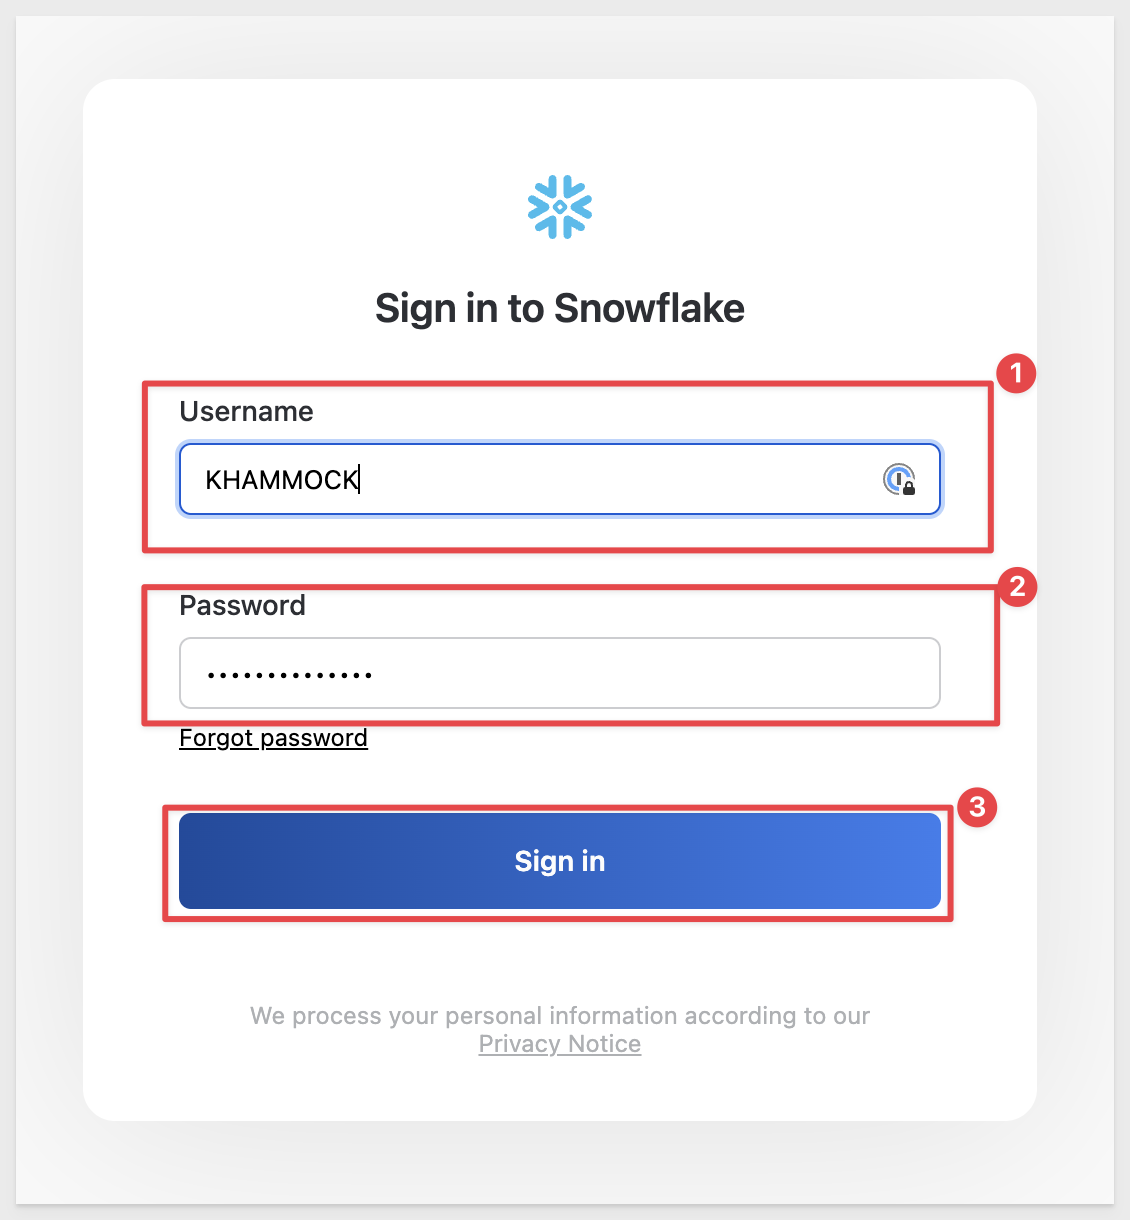 Sign in to Snowflake
1
Username
KHAMMOCK
2
Password
••••••••••••••
Forgot password
3
Sign in
We process your personal information according to our
Privacy Notice